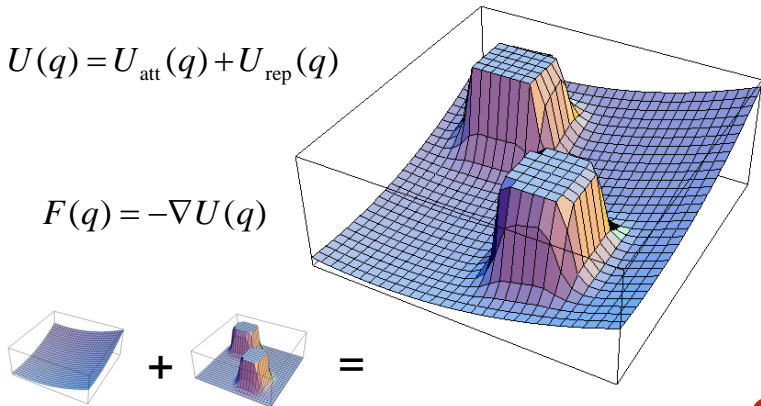 U(q) = U_att(q) + U_rep(q)
F(q) = −∇U(q)
+ =